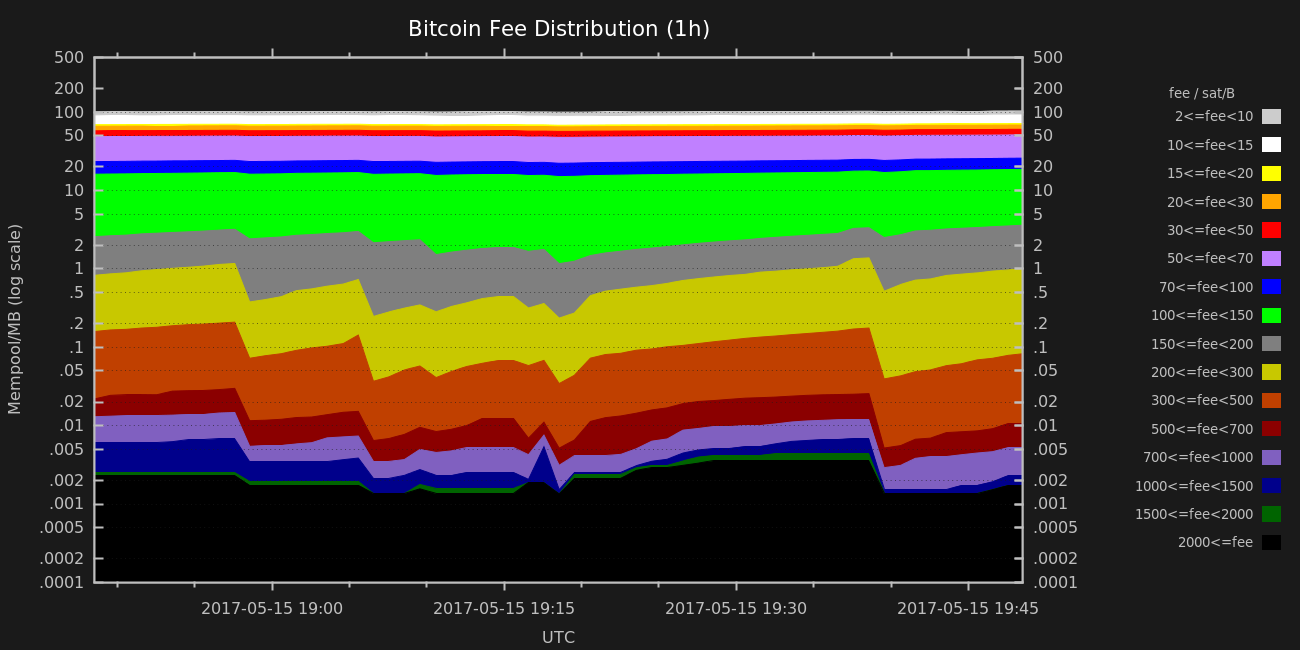 Bitcoin Fee Distribution (1h)
500 500
200 200
100 100
50 50
20 20
10 10
5 5
2 2
1 1
.5 .5
.2 .2
.1 .1
.05 .05
.02 .02
.01 .01
.005 .005
.002 .002
.001 .001
.0005 .0005
.0002 .0002
.0001 .0001
Mempool/MB (log scale)
2017-05-15 19:00 2017-05-15 19:15 2017-05-15 19:30 2017-05-15 19:45
UTC
fee / sat/B
2<=fee<10
10<=fee<15
15<=fee<20
20<=fee<30
30<=fee<50
50<=fee<70
70<=fee<100
100<=fee<150
150<=fee<200
200<=fee<300
300<=fee<500
500<=fee<700
700<=fee<1000
1000<=fee<1500
1500<=fee<2000
2000<=fee